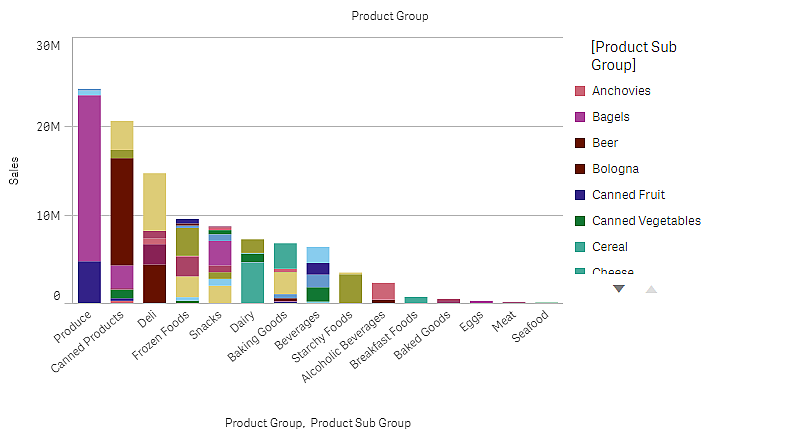 Product Group
30M
20M
10M
0
Sales
Produce
Canned Products
Deli
Frozen Foods
Snacks
Dairy
Baking Goods
Beverages
Starchy Foods
Alcoholic Beverages
Breakfast Foods
Baked Goods
Eggs
Meat
Seafood
Product Group, Product Sub Group
[Product Sub
Group]
Anchovies
Bagels
Beer
Bologna
Canned Fruit
Canned Vegetables
Cereal
Cheese